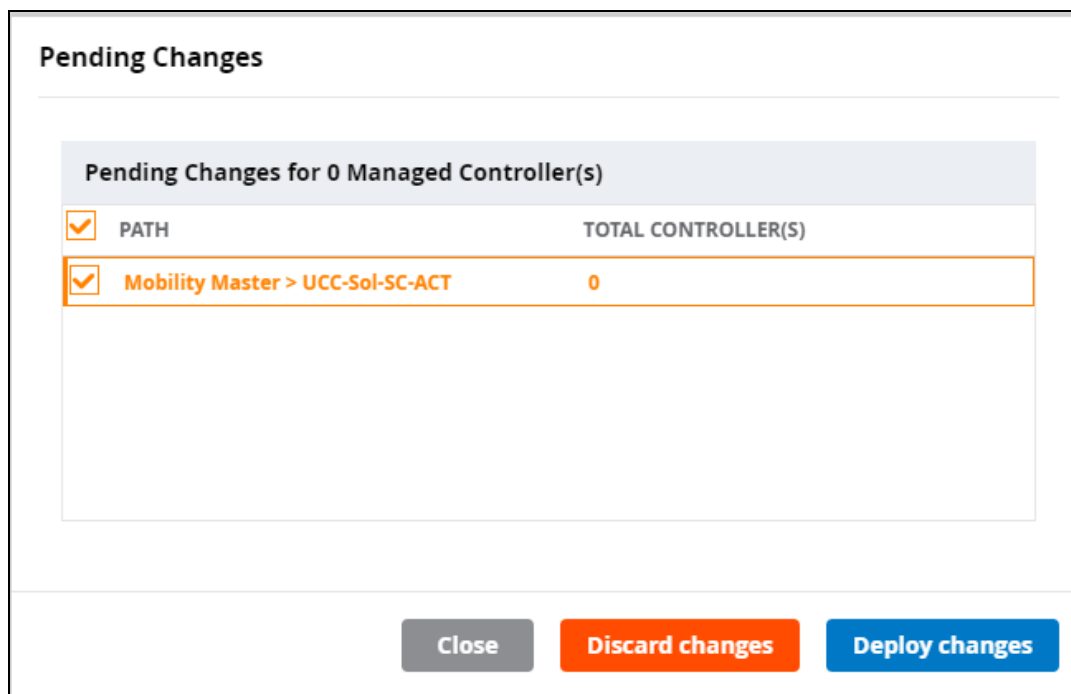 Pending Changes
Pending Changes for 0 Managed Controller(s)
PATH TOTAL CONTROLLER(S)
Mobility Master > UCC-Sol-SC-ACT 0
Close Discard changes Deploy changes